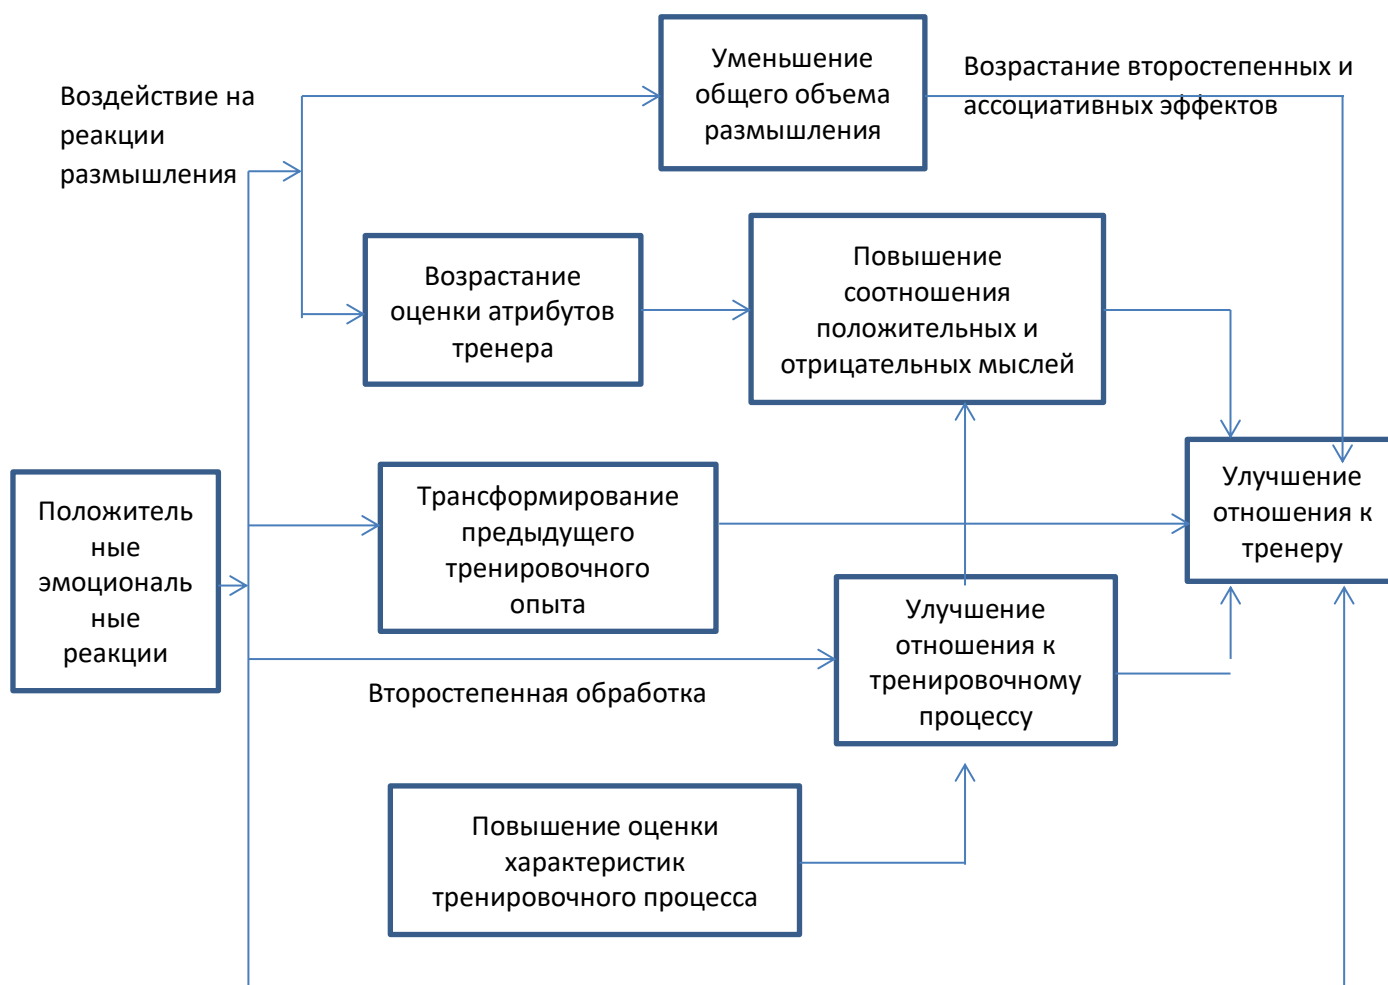 Уменьшение
общего объема
размышления
Возрастание второстепенных и
ассоциативных эффектов
Воздействие на
реакции
размышления
Возрастание
оценки атрибутов
тренера
Повышение
соотношения
положительных и
отрицательных мыслей
Положитель
ные
эмоциональ
ные
реакции
Трансформирование
предыдущего
тренировочного
опыта
Улучшение
отношения к
тренеру
Второстепенная обработка
Улучшение
отношения к
тренировочному
процессу
Повышение оценки
характеристик
тренировочного процесса